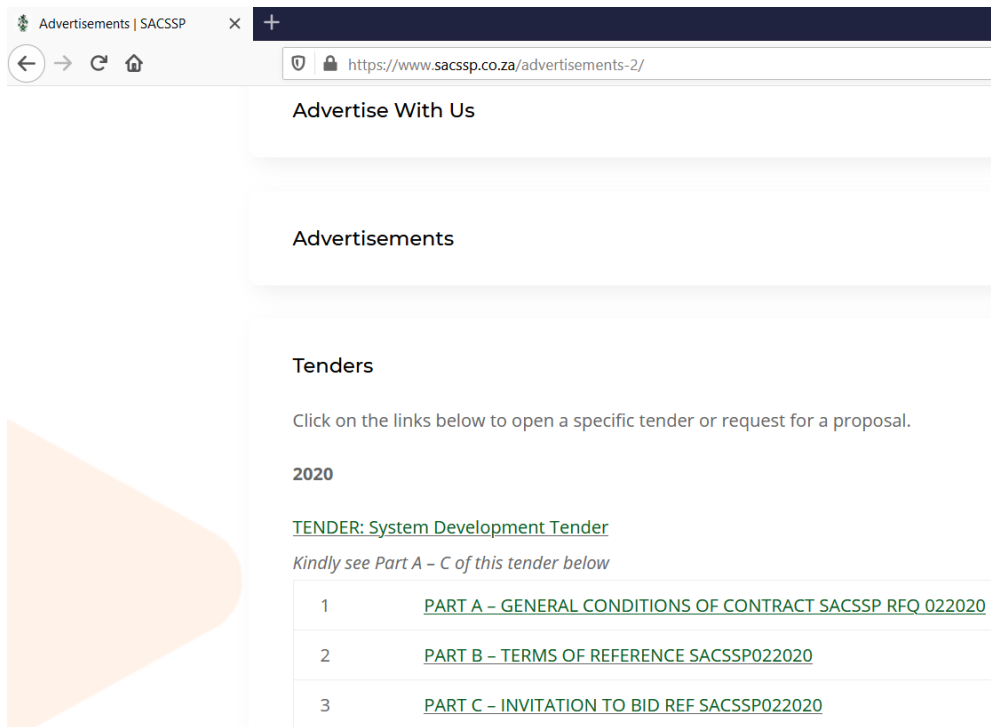 Advertisements | SACSSP
https://www.sacssp.co.za/advertisements-2/
Advertise With Us
Advertisements
Tenders
Click on the links below to open a specific tender or request for a proposal.
2020
TENDER: System Development Tender
Kindly see Part A – C of this tender below
1 PART A – GENERAL CONDITIONS OF CONTRACT SACSSP RFQ 022020
2 PART B – TERMS OF REFERENCE SACSSP022020
3 PART C – INVITATION TO BID REF SACSSP022020